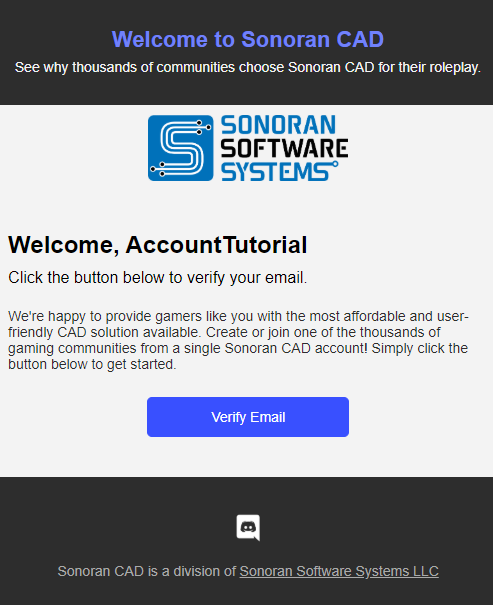 Welcome to Sonoran CAD
See why thousands of communities choose Sonoran CAD for their roleplay.
SONORAN
SOFTWARE
SYSTEMS
Welcome, AccountTutorial
Click the button below to verify your email.
We're happy to provide gamers like you with the most affordable and user-
friendly CAD solution available. Create or join one of the thousands of
gaming communities from a single Sonoran CAD account! Simply click the
button below to get started.
Verify Email
Sonoran CAD is a division of Sonoran Software Systems LLC